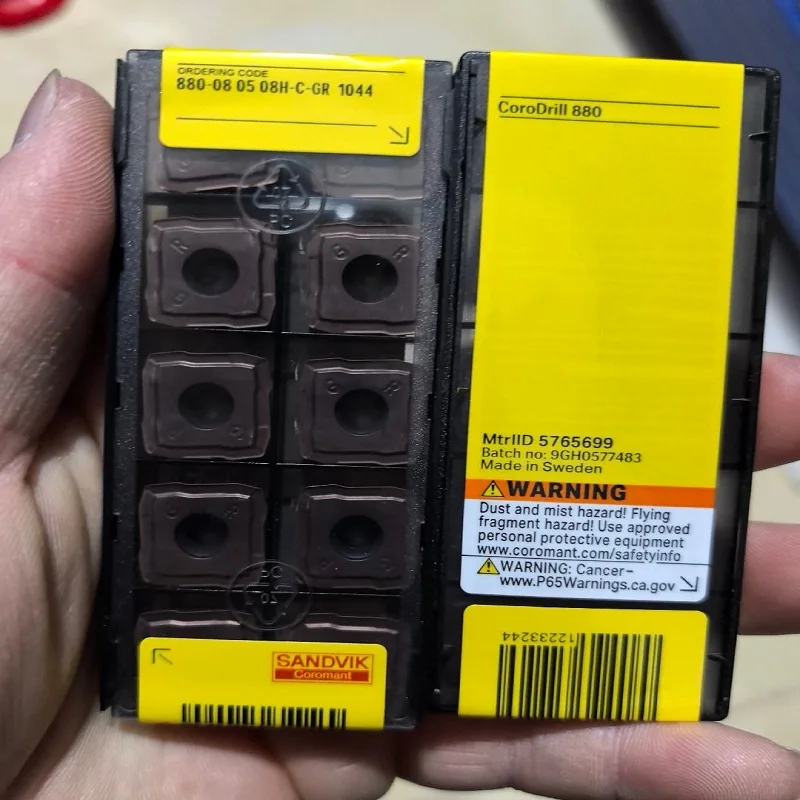 ORDERING CODE
880-08 05 08H-C-GR 1044
PC
R
G
G R
G
G R
G
G R
SANDVIK
Coromant
CoroDrill 880
MtrlID 5765699
Batch no: 9GH0577483
Made in Sweden
WARNING
Dust and mist hazard! Flying
fragment hazard! Use approved
personal protective equipment
www.coromant.com/safetyinfo
WARNING: Cancer-
www.P65Warnings.ca.gov
12233244